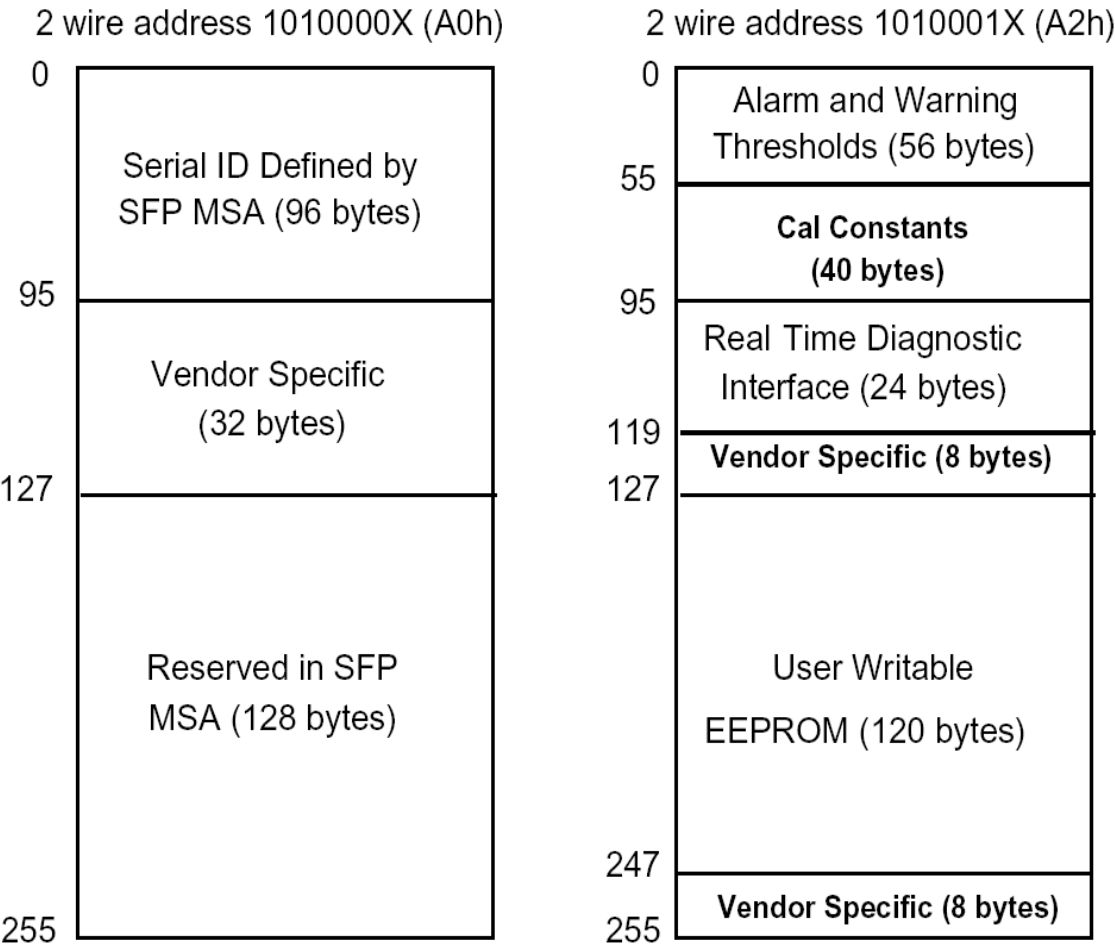 2 wire address 1010000X (A0h)
0
Serial ID Defined by
SFP MSA (96 bytes)
95
Vendor Specific
(32 bytes)
127
Reserved in SFP
MSA (128 bytes)
255
2 wire address 1010001X (A2h)
0
Alarm and Warning
Thresholds (56 bytes)
55
Cal Constants
(40 bytes)
95
Real Time Diagnostic
Interface (24 bytes)
119
Vendor Specific (8 bytes)
127
User Writable
EEPROM (120 bytes)
247
Vendor Specific (8 bytes)
255